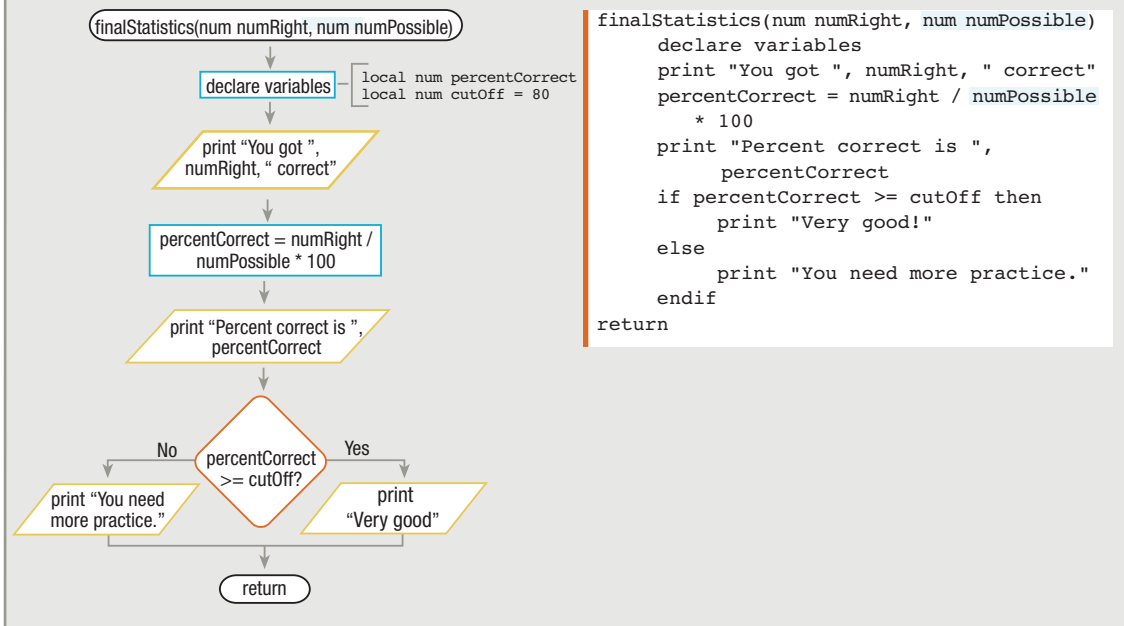 finalStatistics(num numRight, num numPossible)
declare variables
local num percentCorrect
local num cutOff = 80
print “You got ”,
numRight, “ correct”
percentCorrect = numRight /
numPossible * 100
print “Percent correct is ”,
percentCorrect
percentCorrect
>= cutOff?
No
Yes
print “You need
more practice.”
print
“Very good”
return
finalStatistics(num numRight, num numPossible)
declare variables
print "You got ", numRight, " correct"
percentCorrect = numRight / numPossible
* 100
print "Percent correct is ",
percentCorrect
if percentCorrect >= cutOff then
print "Very good!"
else
print "You need more practice."
endif
return